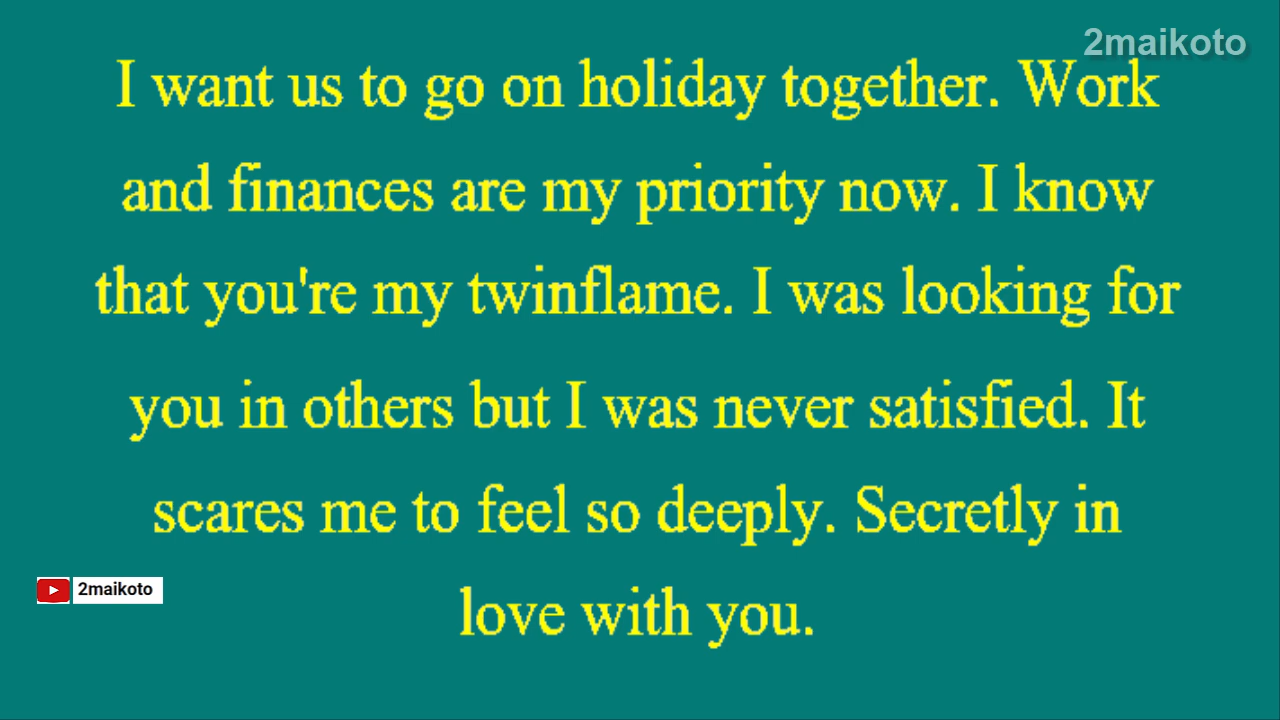 2maikoto
I want us to go on holiday together. Work
and finances are my priority now. I know
that you're my twinflame. I was looking for
you in others but I was never satisfied. It
scares me to feel so deeply. Secretly in
2maikoto
love with you.